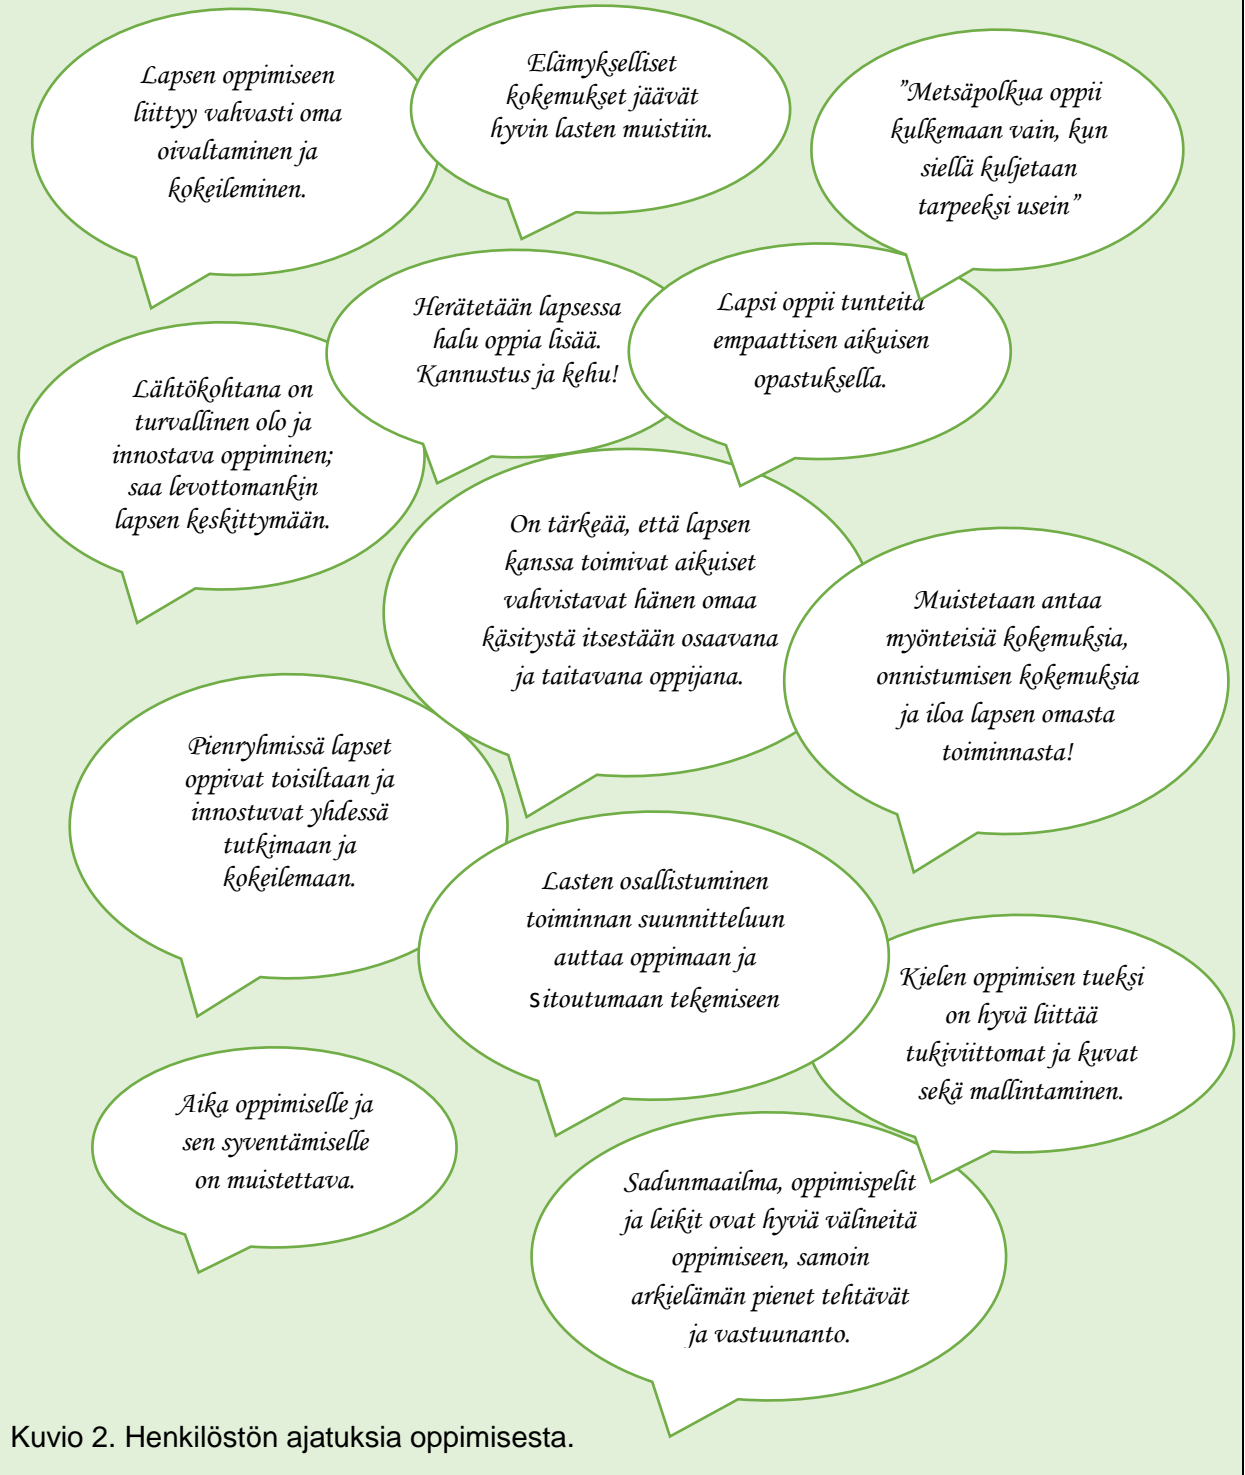 Lapsen oppimiseen
liittyy vahvasti oma
oivaltaminen ja
kokeileminen.
Elämykselliset
kokemukset jäävät
hyvin lasten muistiin.
”Metsäpolkua oppii
kulkemaan vain, kun
siellä kuljetaan
tarpeeksi usein”
Herätetään lapsessa
halu oppia lisää.
Kannustus ja kehu!
Lapsi oppii tunteita
empaattisen aikuisen
opastuksella.
Lähtökohtana on
turvallinen olo ja
innostava oppiminen;
saa levottomankin
lapsen keskittymään.
On tärkeää, että lapsen
kanssa toimivat aikuiset
vahvistavat hänen omaa
käsitystä itsestään osaavana
ja taitavana oppijana.
Muistetaan antaa
myönteisiä kokemuksia,
onnistumisen kokemuksia
ja iloa lapsen omasta
toiminnasta!
Pienryhmissä lapset
oppivat toisiltaan ja
innostuvat yhdessä
tutkimaan ja
kokeilemaan.
Lasten osallistuminen
toiminnan suunnitteluun
auttaa oppimaan ja
sitoutumaan tekemiseen
Kielen oppimisen tueksi
on hyvä liittää
tukiviittomat ja kuvat
sekä mallintaminen.
Aika oppimiselle ja
sen syventämiselle
on muistettava.
Sadunmaailma, oppimispelit
ja leikit ovat hyviä välineitä
oppimiseen, samoin
arkielämän pienet tehtävät
ja vastuunanto.
Kuvio 2. Henkilöstön ajatuksia oppimisesta.